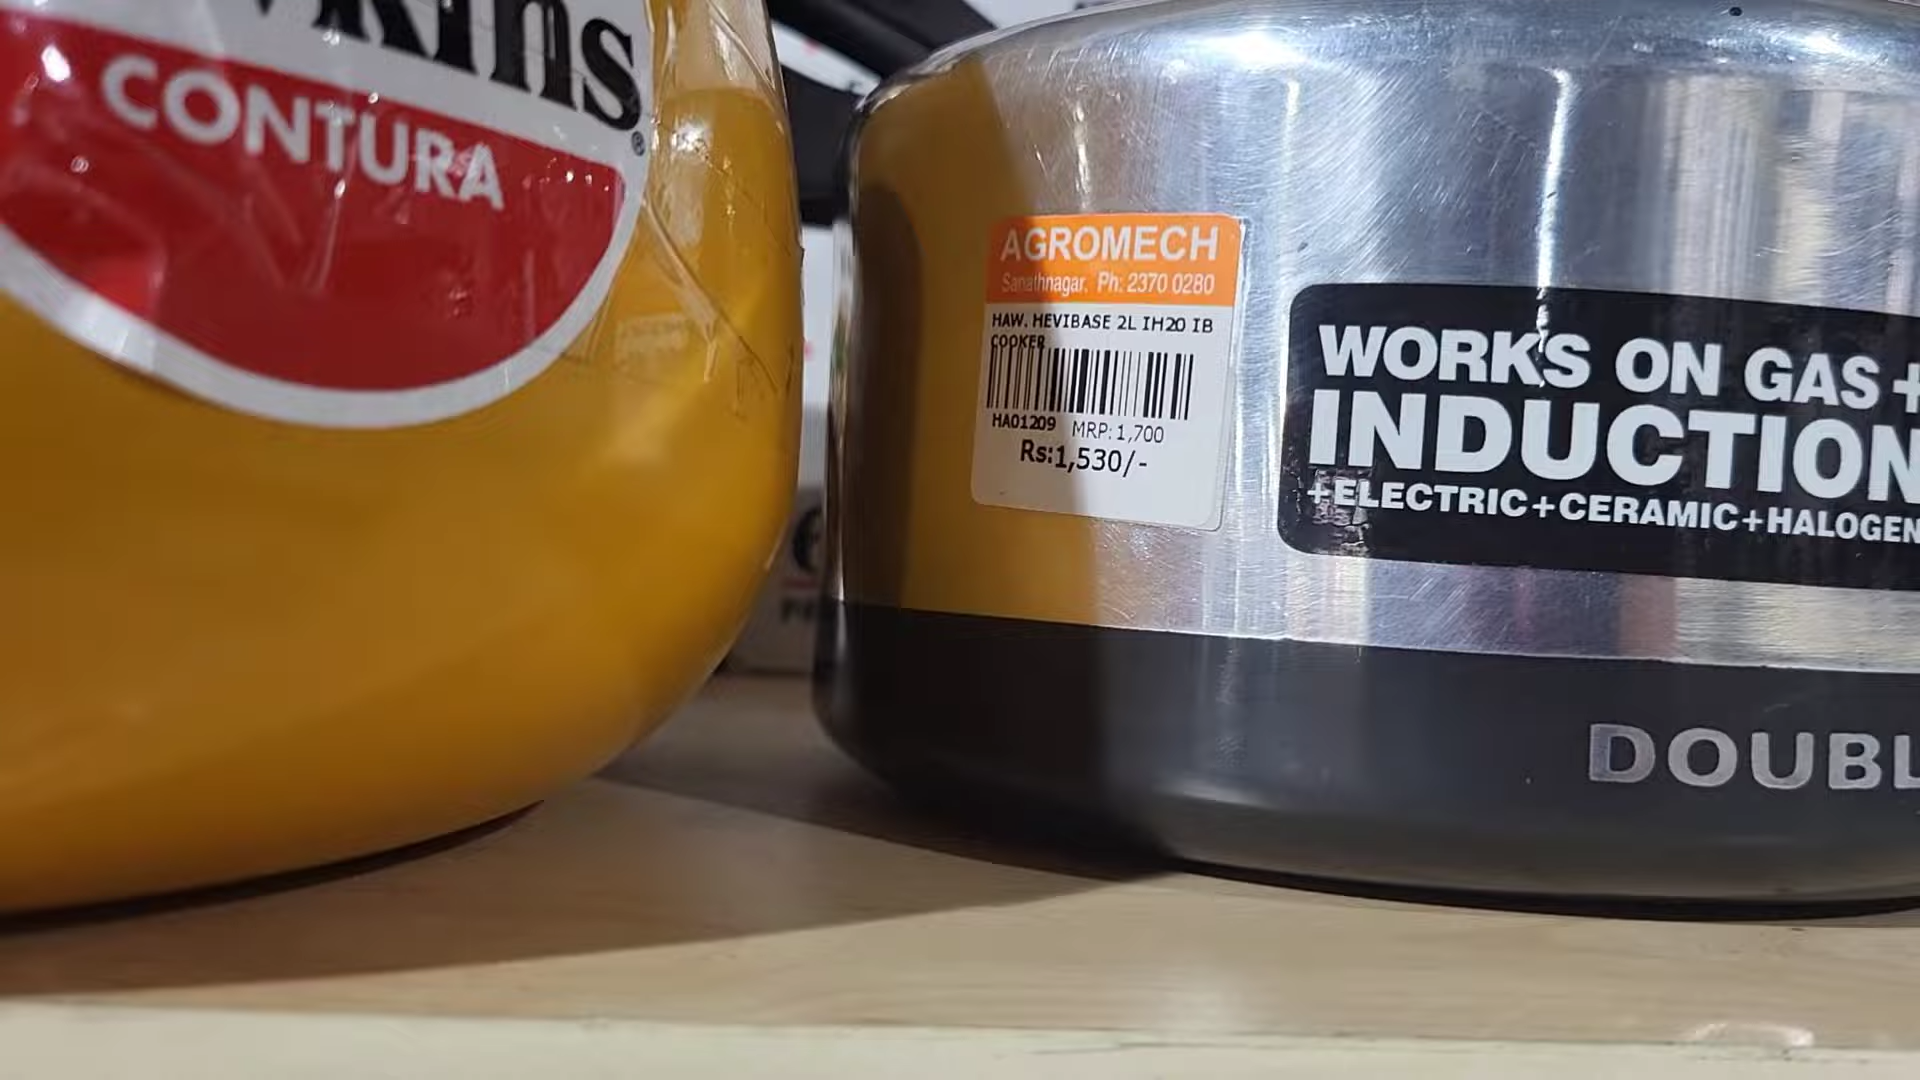 kins
CONTURA
AGROMECH
Sanathnagar, Ph: 2370 0280
HAW. HEVIBASE 2L IH20 IB
COOKER
HA01209 MRP: 1,700
Rs:1,530/-
WORKS ON GAS +
INDUCTION
+ELECTRIC+CERAMIC+HALOGEN
DOUBL